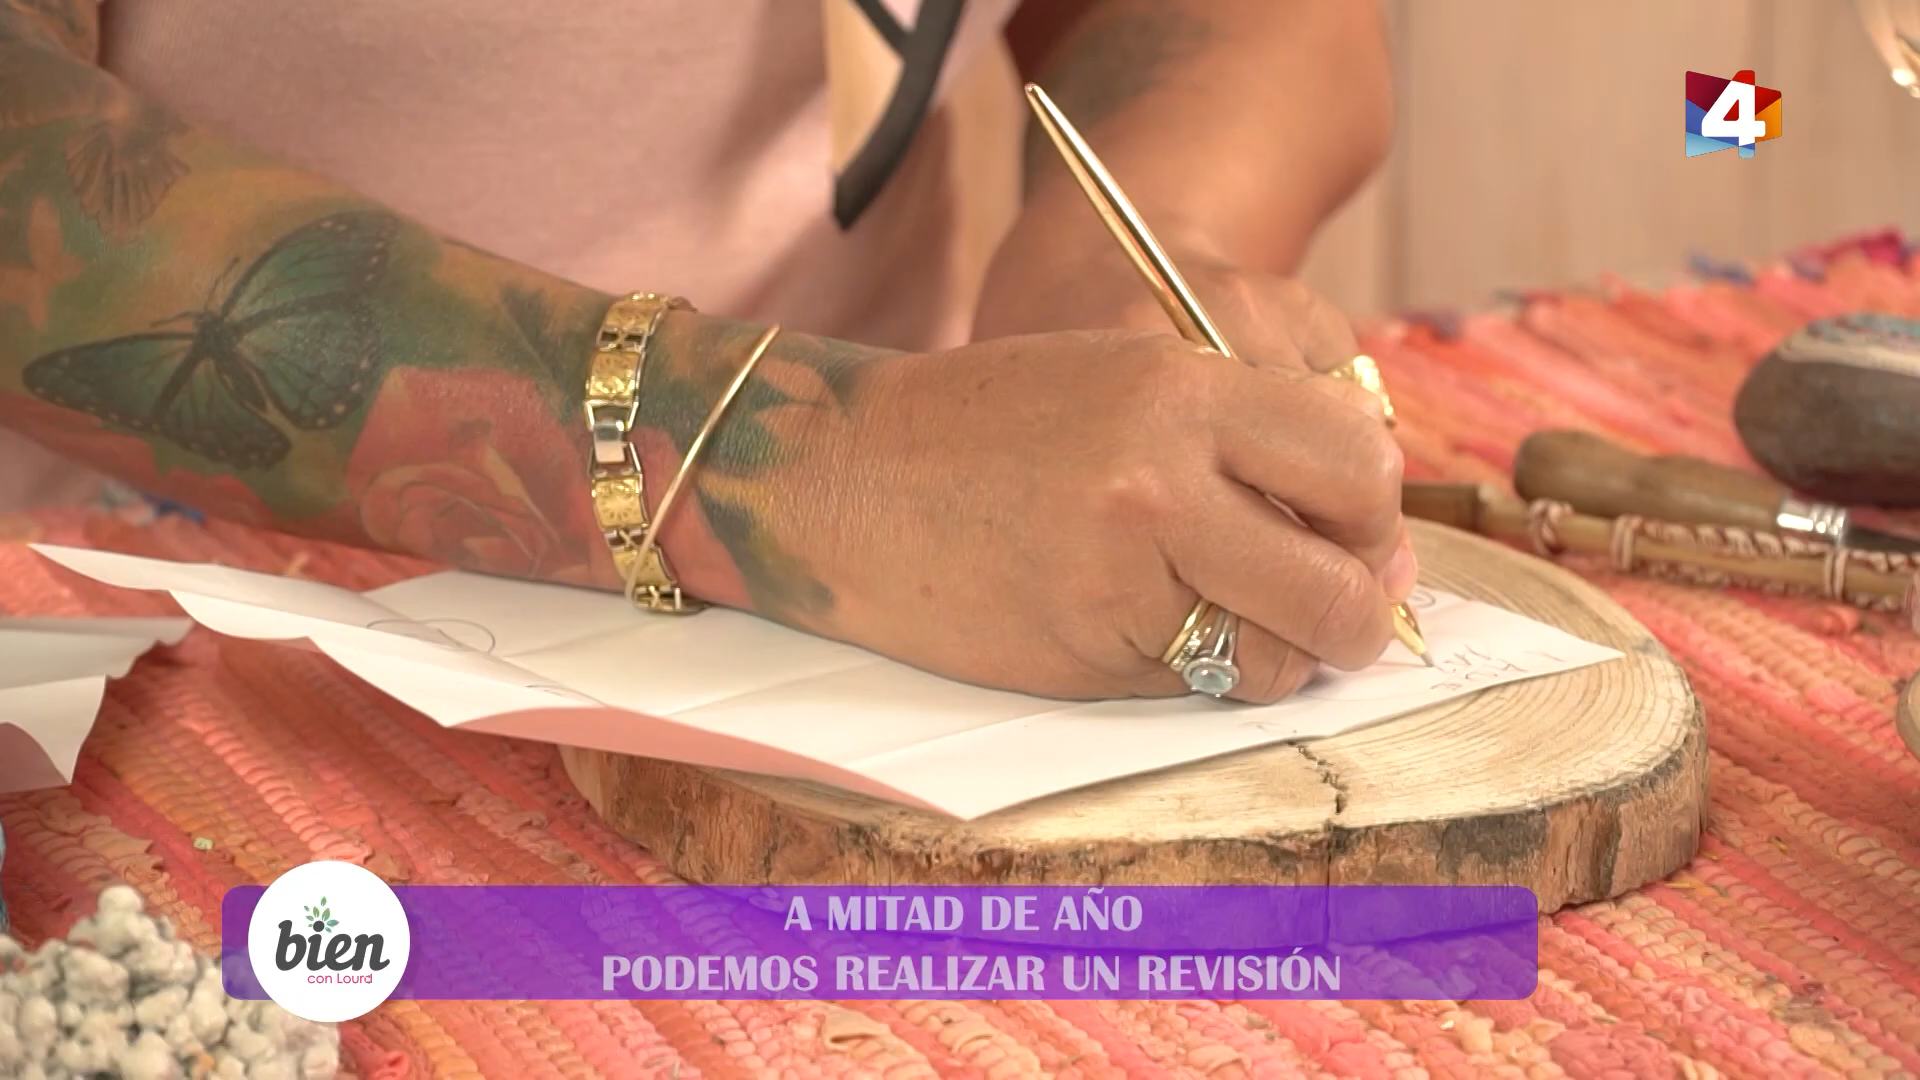 4
A MITAD DE AÑO
PODEMOS REALIZAR UN REVISIÓN
bien
con Lourd